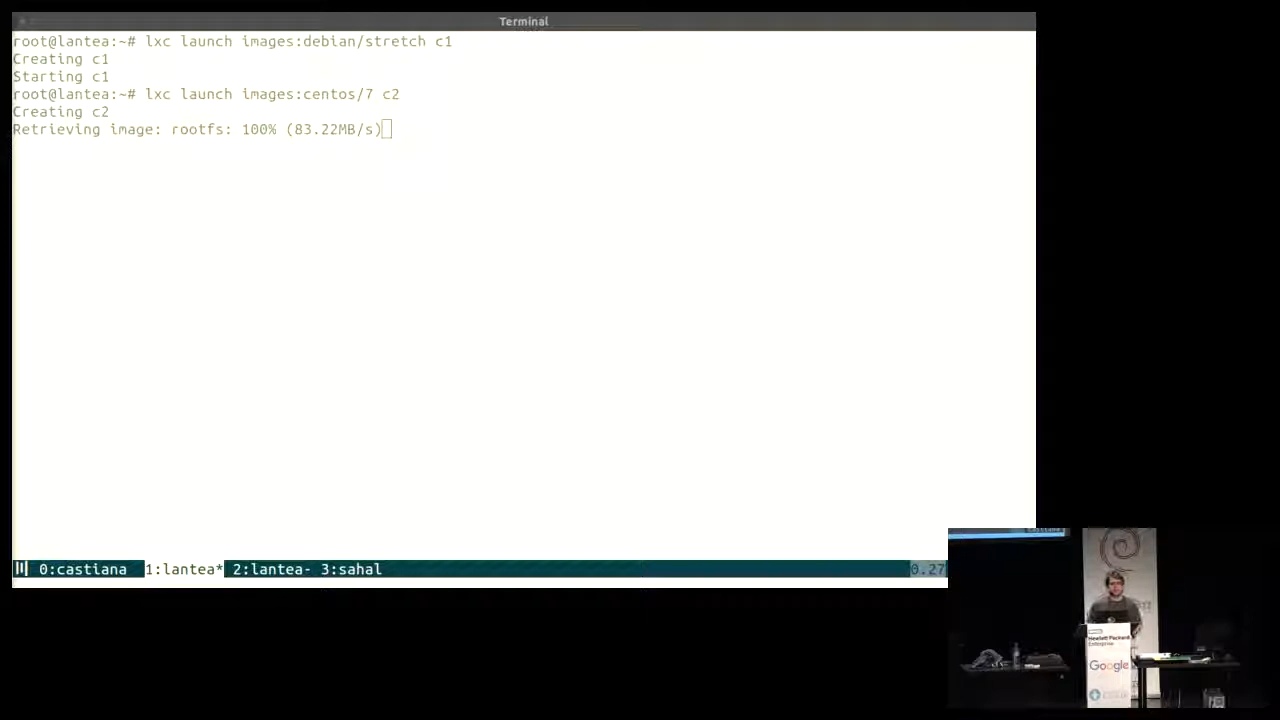 Terminal
root@lantea:~# lxc launch images:debian/stretch c1
Creating c1
Starting c1
root@lantea:~# lxc launch images:centos/7 c2
Creating c2
Retrieving image: rootfs: 100% (83.22MB/s)
0:castiana 1:lantea* 2:lantea- 3:sahal 0.27
Hewlett Packard
Enterprise
Google